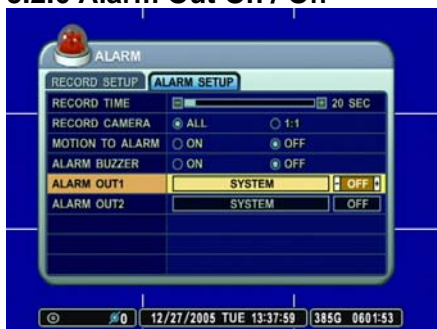 ALARM
RECORD SETUP ALARM SETUP
RECORD TIME 20 SEC
RECORD CAMERA ALL 1:1
MOTION TO ALARM ON OFF
ALARM BUZZER ON OFF
ALARM OUT1 SYSTEM OFF
ALARM OUT2 SYSTEM OFF
0 12/27/2005 TUE 13:37:59 385G 0601:53